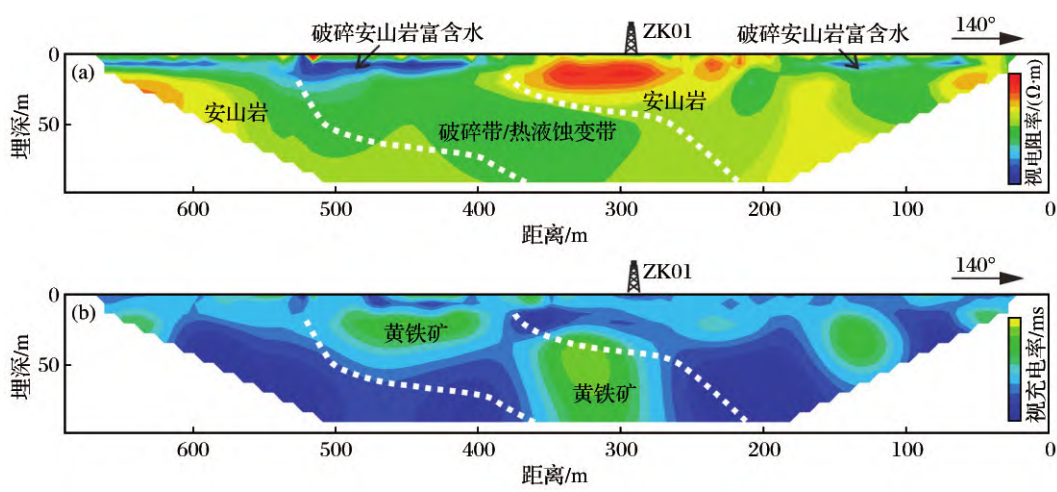 破碎安山岩富含水
ZK01
破碎安山岩富含水
140°
0
(a)
安山岩
安山岩
50
破碎带/热液蚀变带
埋深/m
视电阻率/(Ω·m)
600
500
400
300
200
100
0
距离/m
ZK01
140°
0
(b)
黄铁矿
50
黄铁矿
埋深/m
视充电率/ms
600
500
400
300
200
100
0
距离/m